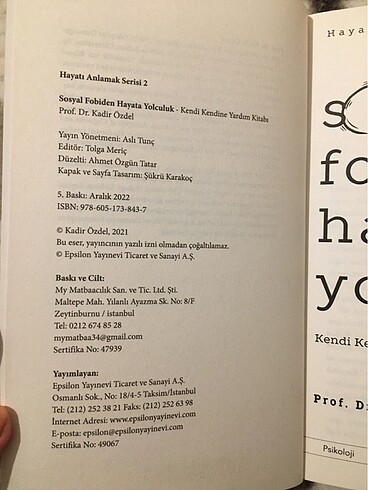 Hayatı Anlamak Serisi 2
Sosyal Fobiden Hayata Yolculuk - Kendi Kendine Yardım Kitabı
Prof. Dr. Kadir Özdel
Yayın Yönetmeni: Aslı Tunç
Editör: Tolga Meriç
Düzelti: Ahmet Özgün Tatar
Kapak ve Sayfa Tasarım: Şükrü Karakoç
5. Baskı: Aralık 2022
ISBN: 978-605-173-843-7
© Kadir Özdel, 2021
Bu eser, yayıncının yazılı izni olmadan çoğaltılamaz.
© Epsilon Yayınevi Ticaret ve Sanayi A.Ş.
Baskı ve Cilt:
My Matbaacılık San. ve Tic. Ltd. Şti.
Maltepe Mah. Yılanlı Ayazma Sk. No: 8/F
Zeytinburnu / istanbul
Tel: 0212 674 85 28
mymatbaa34@gmail.com
Sertifika No: 47939
Yayımlayan:
Epsilon Yayınevi Ticaret ve Sanayi A.Ş.
Osmanlı Sok., No: 18/4-5 Taksim/İstanbul
Tel: (212) 252 38 21 Faks: (212) 252 63 98
İnternet Adresi: www.epsilonyayinevi.com
E-posta: epsilon@epsilonyayinevi.com
Sertifika No: 49067
Haya
s
fo
ha
yo
Kendi Ke
Prof. D
Psikoloji